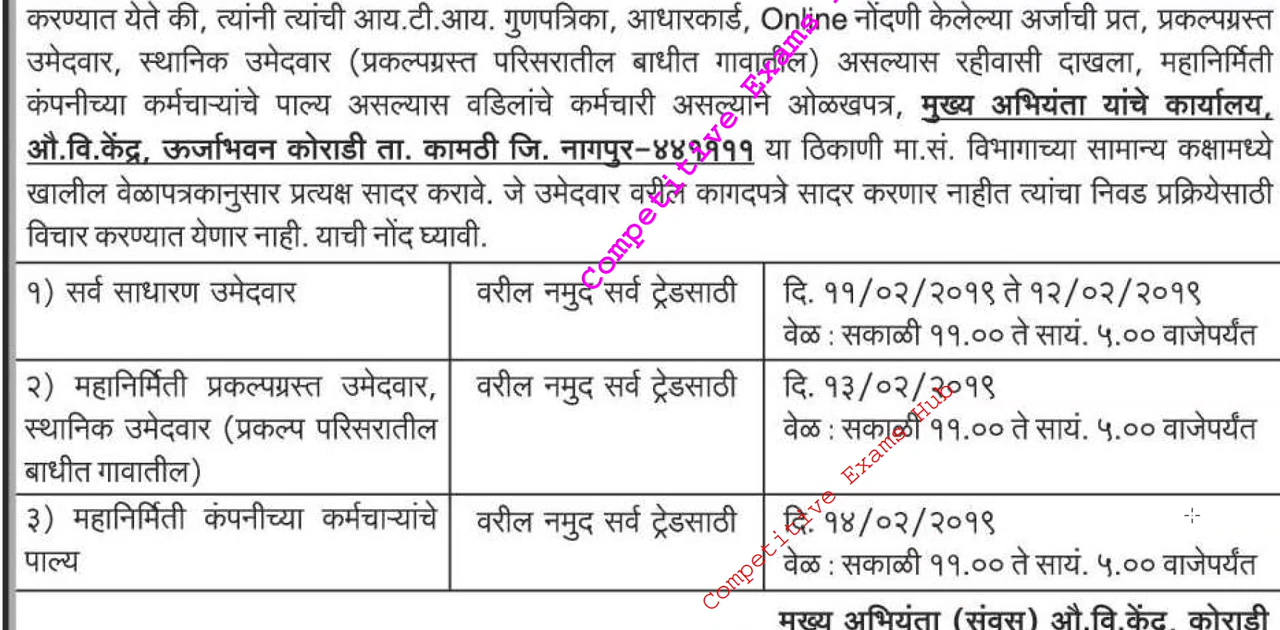 करण्यात येते की, त्यांनी त्यांची आय.टी.आय. गुणपत्रिका, आधारकार्ड, Online नोंदणी केलेल्या अर्जाची प्रत, प्रकल्पग्रस्त
उमेदवार, स्थानिक उमेदवार (प्रकल्पग्रस्त परिसरातील बाधीत गावातील) असल्यास रहीवासी दाखला, महानिर्मिती
कंपनीच्या कर्मचाऱ्यांचे पाल्य असल्यास वडिलांचे कर्मचारी असल्याने ओळखपत्र, मुख्य अभियंता यांचे कार्यालय,
औ.वि.केंद्र, ऊर्जाभवन कोराडी ता. कामठी जि. नागपुर-४४११११ या ठिकाणी मा.सं. विभागाच्या सामान्य कक्षामध्ये
खालील वेळापत्रकानुसार प्रत्यक्ष सादर करावे. जे उमेदवार वरील कागदपत्रे सादर करणार नाहीत त्यांचा निवड प्रक्रियेसाठी
विचार करण्यात येणार नाही. याची नोंद घ्यावी.
१) सर्व साधारण उमेदवार
वरील नमुद सर्व ट्रेडसाठी
दि. ११/०२/२०१९ ते १२/०२/२०१९
वेळ : सकाळी ११.०० ते सायं. ५.०० वाजेपर्यंत
२) महानिर्मिती प्रकल्पग्रस्त उमेदवार,
स्थानिक उमेदवार (प्रकल्प परिसरातील
बाधीत गावातील)
वरील नमुद सर्व ट्रेडसाठी
दि. १३/०२/२०१९
वेळ : सकाळी ११.०० ते सायं. ५.०० वाजेपर्यंत
३) महानिर्मिती कंपनीच्या कर्मचाऱ्यांचे
पाल्य
वरील नमुद सर्व ट्रेडसाठी
दि. १४/०२/२०१९
वेळ : सकाळी ११.०० ते सायं. ५.०० वाजेपर्यंत
मुख्य अभियंता (संवस) औ.वि.केंद्र, कोराडी
Competitive Exams
Competitive Exams Hub